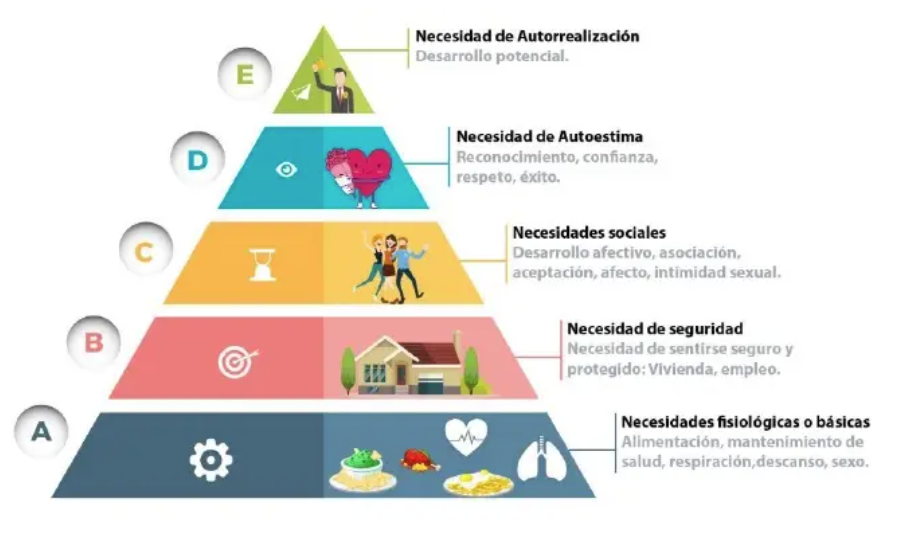 E
Necesidad de Autorrealización
Desarrollo potencial.
D
Necesidad de Autoestima
Reconocimiento, confianza,
respeto, éxito.
C
Necesidades sociales
Desarrollo afectivo, asociación,
aceptación, afecto, intimidad sexual.
B
Necesidad de seguridad
Necesidad de sentirse seguro y
protegido: Vivienda, empleo.
A
Necesidades fisiológicas o básicas
Alimentación, mantenimiento de
salud, respiración,descanso, sexo.